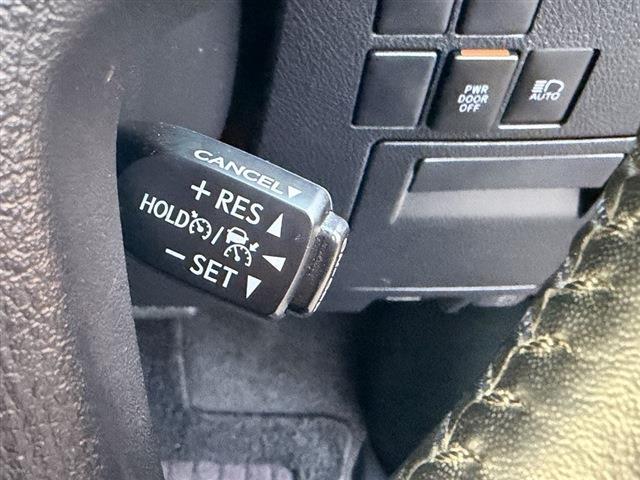 PWR
DOOR
OFF
AUTO
CANCEL▼
+ RES ▲
HOLD /
− SET ▼